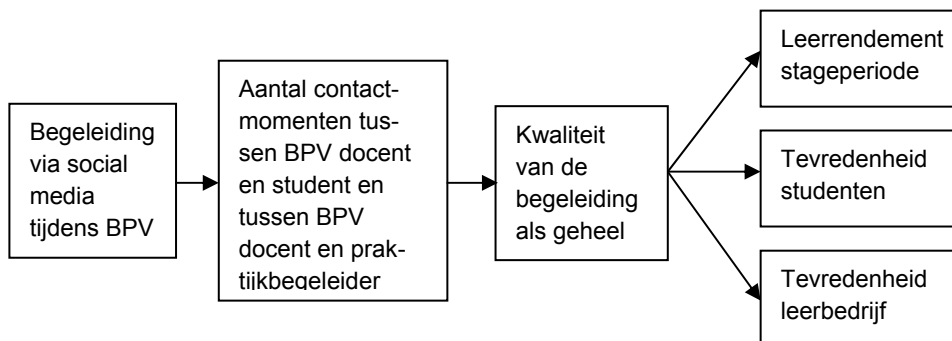 Begeleiding
via social
media
tijdens BPV
Aantal contact-
momenten tus-
sen BPV docent
en student en
tussen BPV
docent en prak-
tijkbegeleider
Kwaliteit
van de
begeleiding
als geheel
Leerrendement
stageperiode
Tevredenheid
studenten
Tevredenheid
leerbedrijf